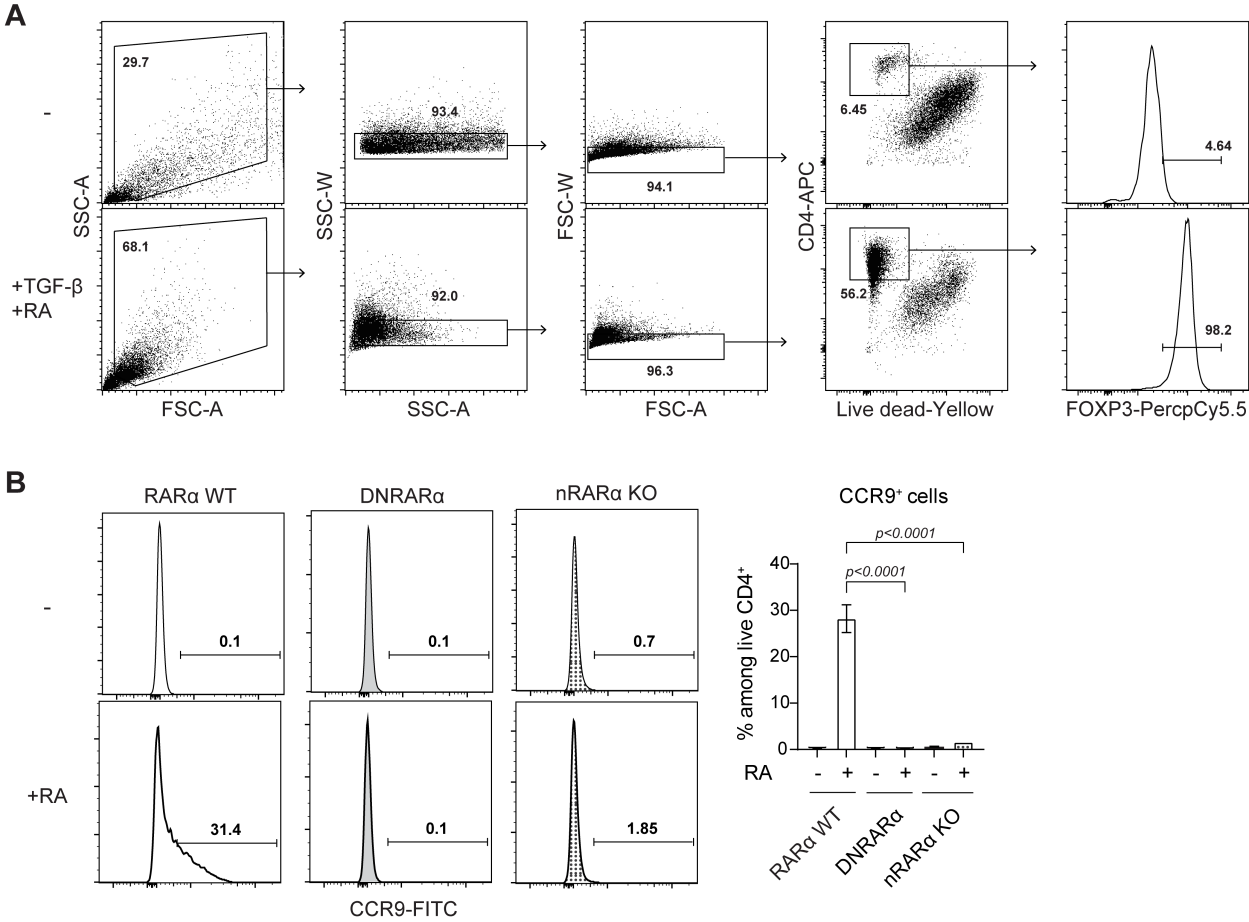 A
-
29.7
SSC-A
93.4
SSC-W
94.1
FSC-W
6.45
CD4-APC
4.64
+TGF-β
+RA
68.1
92.0
96.3
56.2
98.2
FSC-A
SSC-A
FSC-A
Live dead-Yellow
FOXP3-PercpCy5.5
B
RARα WT
DNRARα
nRARα KO
-
0.1
0.1
0.7
+RA
31.4
0.1
1.85
CCR9-FITC
CCR9⁺ cells
p<0.0001
p<0.0001
% among live CD4⁺
40
30
20
10
0
RA - + - + - +
RARα WT
DNRARα
nRARα KO